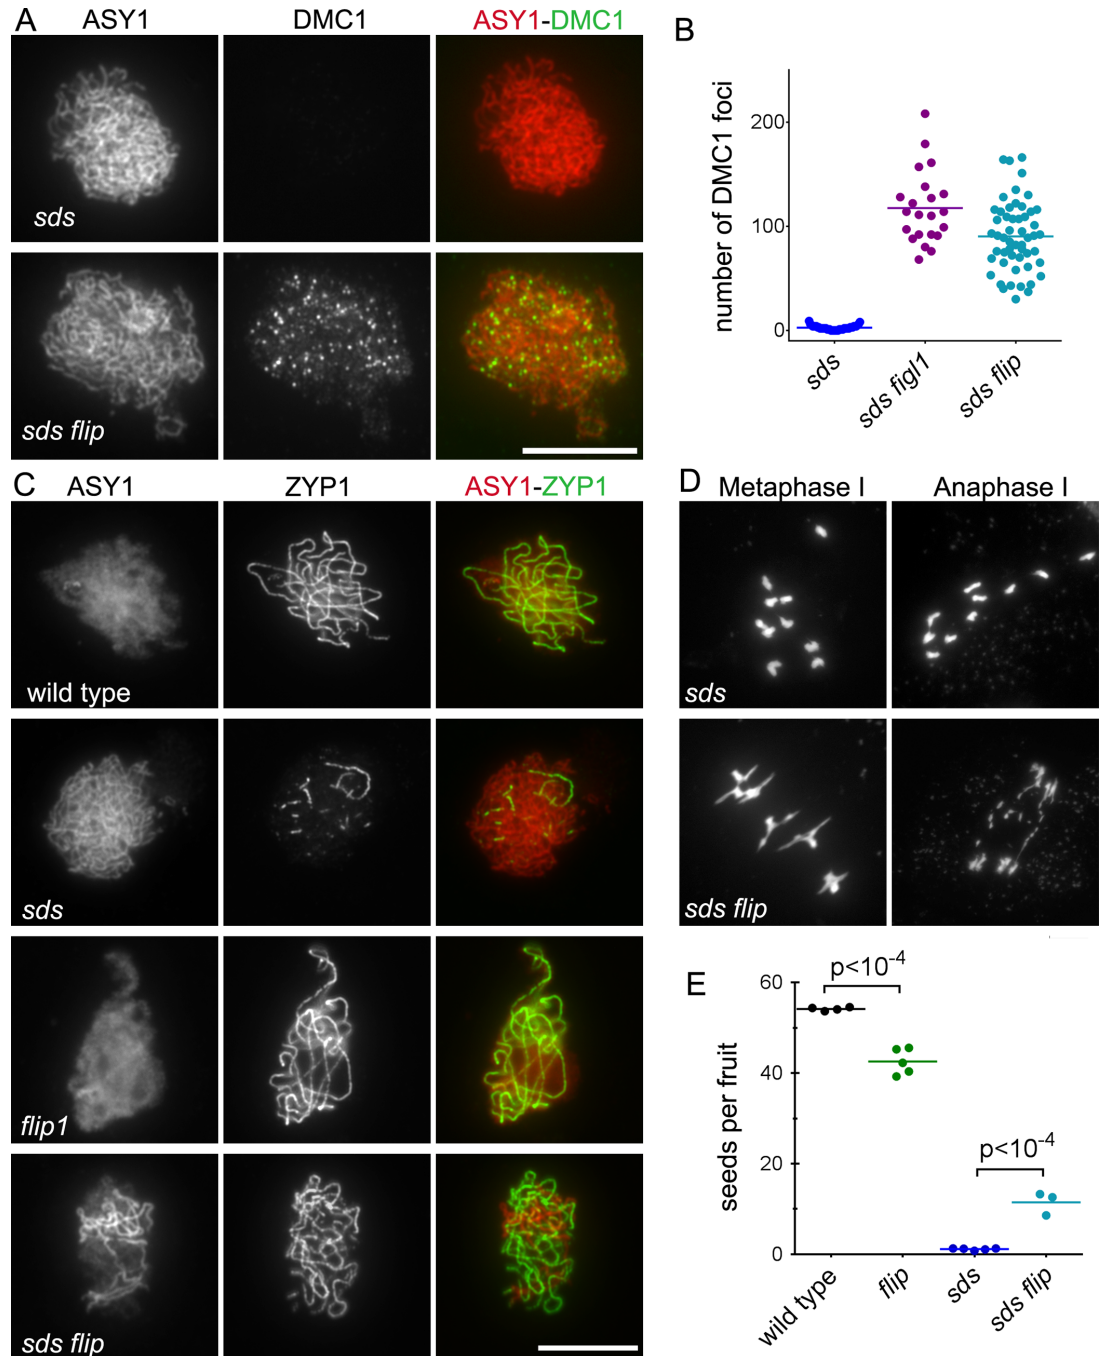 A
ASY1 DMC1 ASY1-DMC1
sds
sds flip
B
number of DMC1 foci
200
100
0
sds sds figl1 sds flip
C
ASY1 ZYP1 ASY1-ZYP1
wild type
sds
flip1
sds flip
D
Metaphase I Anaphase I
sds
sds flip
E
seeds per fruit
60
40
20
0
p<10⁻⁴
p<10⁻⁴
wild type flip sds sds flip